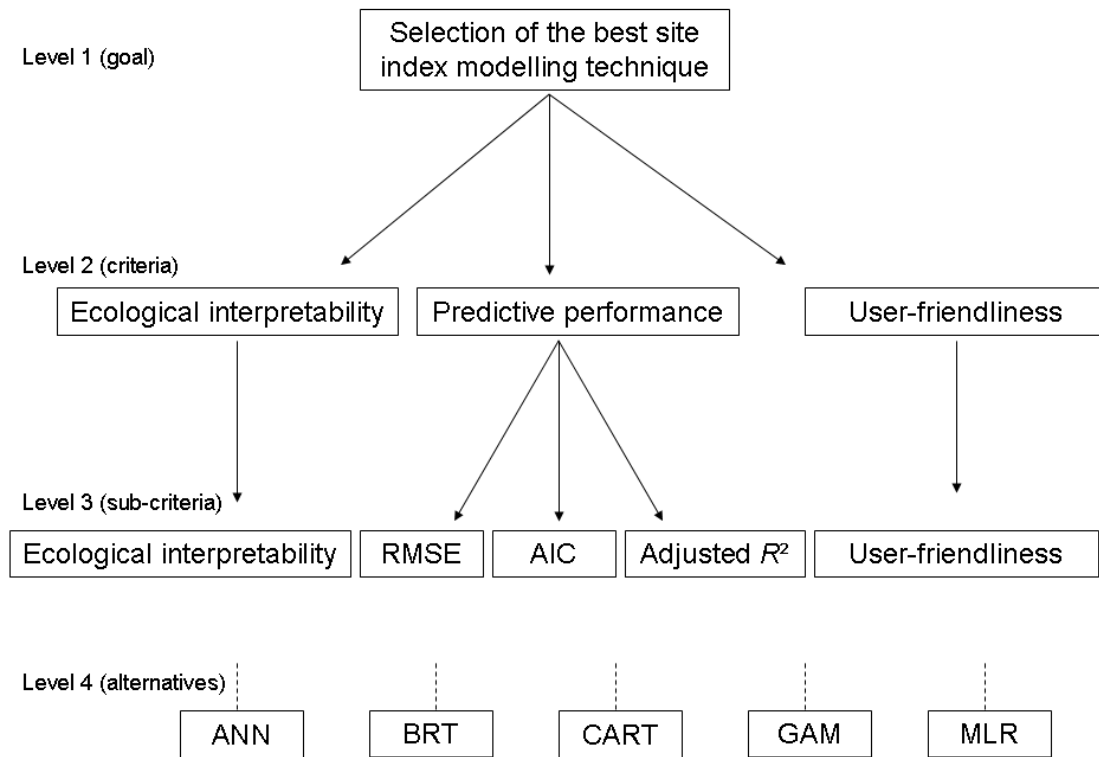 Level 1 (goal)
Selection of the best site
index modelling technique
Level 2 (criteria)
Ecological interpretability
Predictive performance
User-friendliness
Level 3 (sub-criteria)
Ecological interpretability
RMSE
AIC
Adjusted R²
User-friendliness
Level 4 (alternatives)
ANN
BRT
CART
GAM
MLR